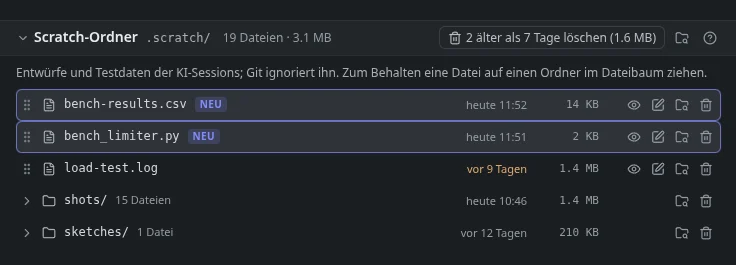 Scratch-Ordner .scratch/ 19 Dateien · 3.1 MB 2 älter als 7 Tage löschen (1.6 MB)
Entwürfe und Testdaten der KI-Sessions; Git ignoriert ihn. Zum Behalten eine Datei auf einen Ordner im Dateibaum ziehen.
bench-results.csv NEU heute 11:52 14 KB
bench_limiter.py NEU heute 11:51 2 KB
load-test.log vor 9 Tagen 1.4 MB
shots/ 15 Dateien heute 10:46 1.4 MB
sketches/ 1 Datei vor 12 Tagen 210 KB